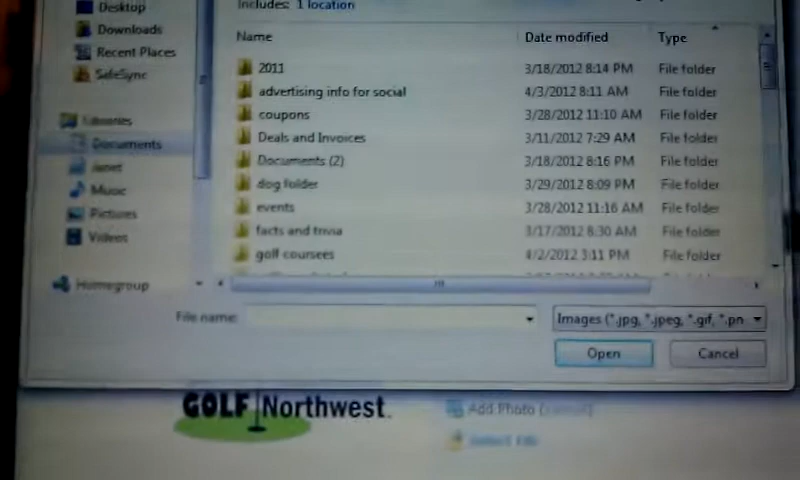 Desktop
Includes: 1 location
Downloads
Recent Places
SafeSync
Name Date modified Type
2011 3/18/2012 8:14 PM File folder
advertising info for social 4/3/2012 8:11 AM File folder
coupons 3/28/2012 11:10 AM File folder
Libraries
Deals and Invoices 3/11/2012 7:29 AM File folder
Documents
Documents (2) 3/18/2012 8:16 PM File folder
dog folder 3/29/2012 8:09 PM File folder
Music
events 3/28/2012 11:16 AM File folder
Pictures
facts and trivia 3/17/2012 8:30 AM File folder
Videos
golf coursees 4/2/2012 3:11 PM File folder
Homegroup
File name: Images (*.jpg, *.jpeg, *.gif, *.pn
Open Cancel
GOLF Northwest.
Add Photo
Select File